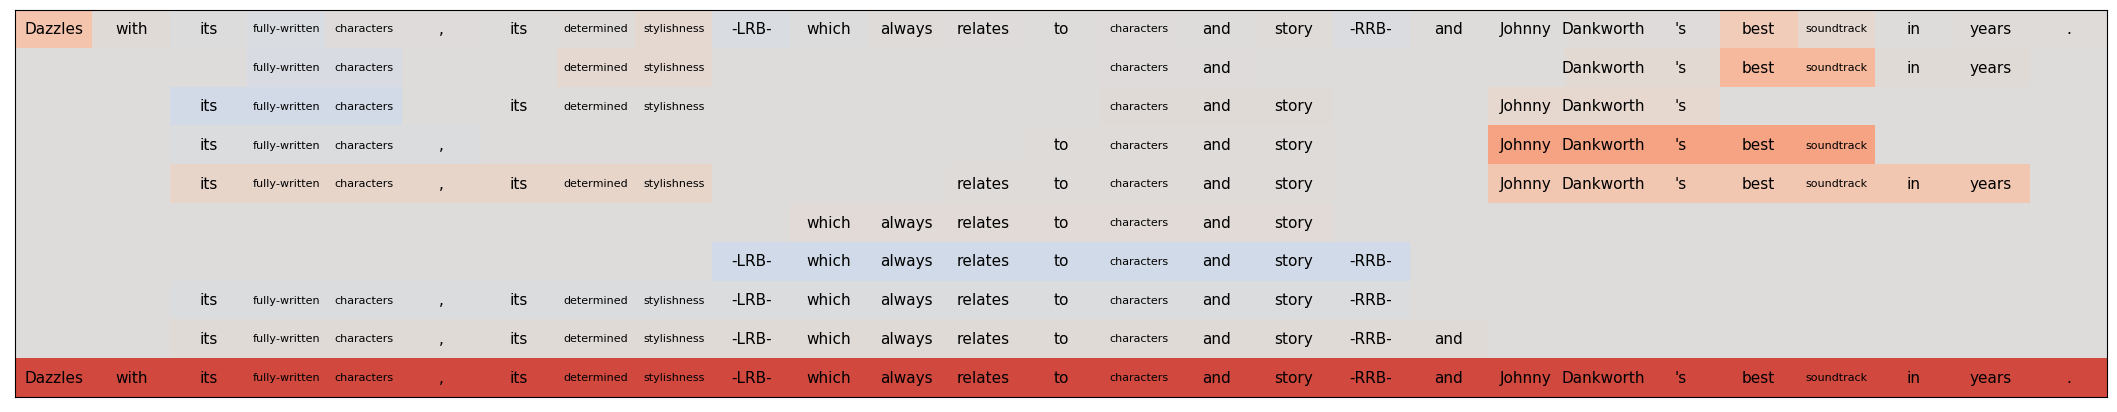 Dazzles with its fully-written characters , its determined stylishness -LRB- which always relates to characters and story -RRB- and Johnny Dankworth 's best soundtrack in years .
fully-written characters determined stylishness characters and Dankworth 's best soundtrack in years
its fully-written characters its determined stylishness characters and story Johnny Dankworth 's
its fully-written characters , to characters and story Johnny Dankworth 's best soundtrack
its fully-written characters , its determined stylishness relates to characters and story Johnny Dankworth 's best soundtrack in years
which always relates to characters and story
-LRB- which always relates to characters and story -RRB-
its fully-written characters , its determined stylishness -LRB- which always relates to characters and story -RRB-
its fully-written characters , its determined stylishness -LRB- which always relates to characters and story -RRB- and
Dazzles with its fully-written characters , its determined stylishness -LRB- which always relates to characters and story -RRB- and Johnny Dankworth 's best soundtrack in years .